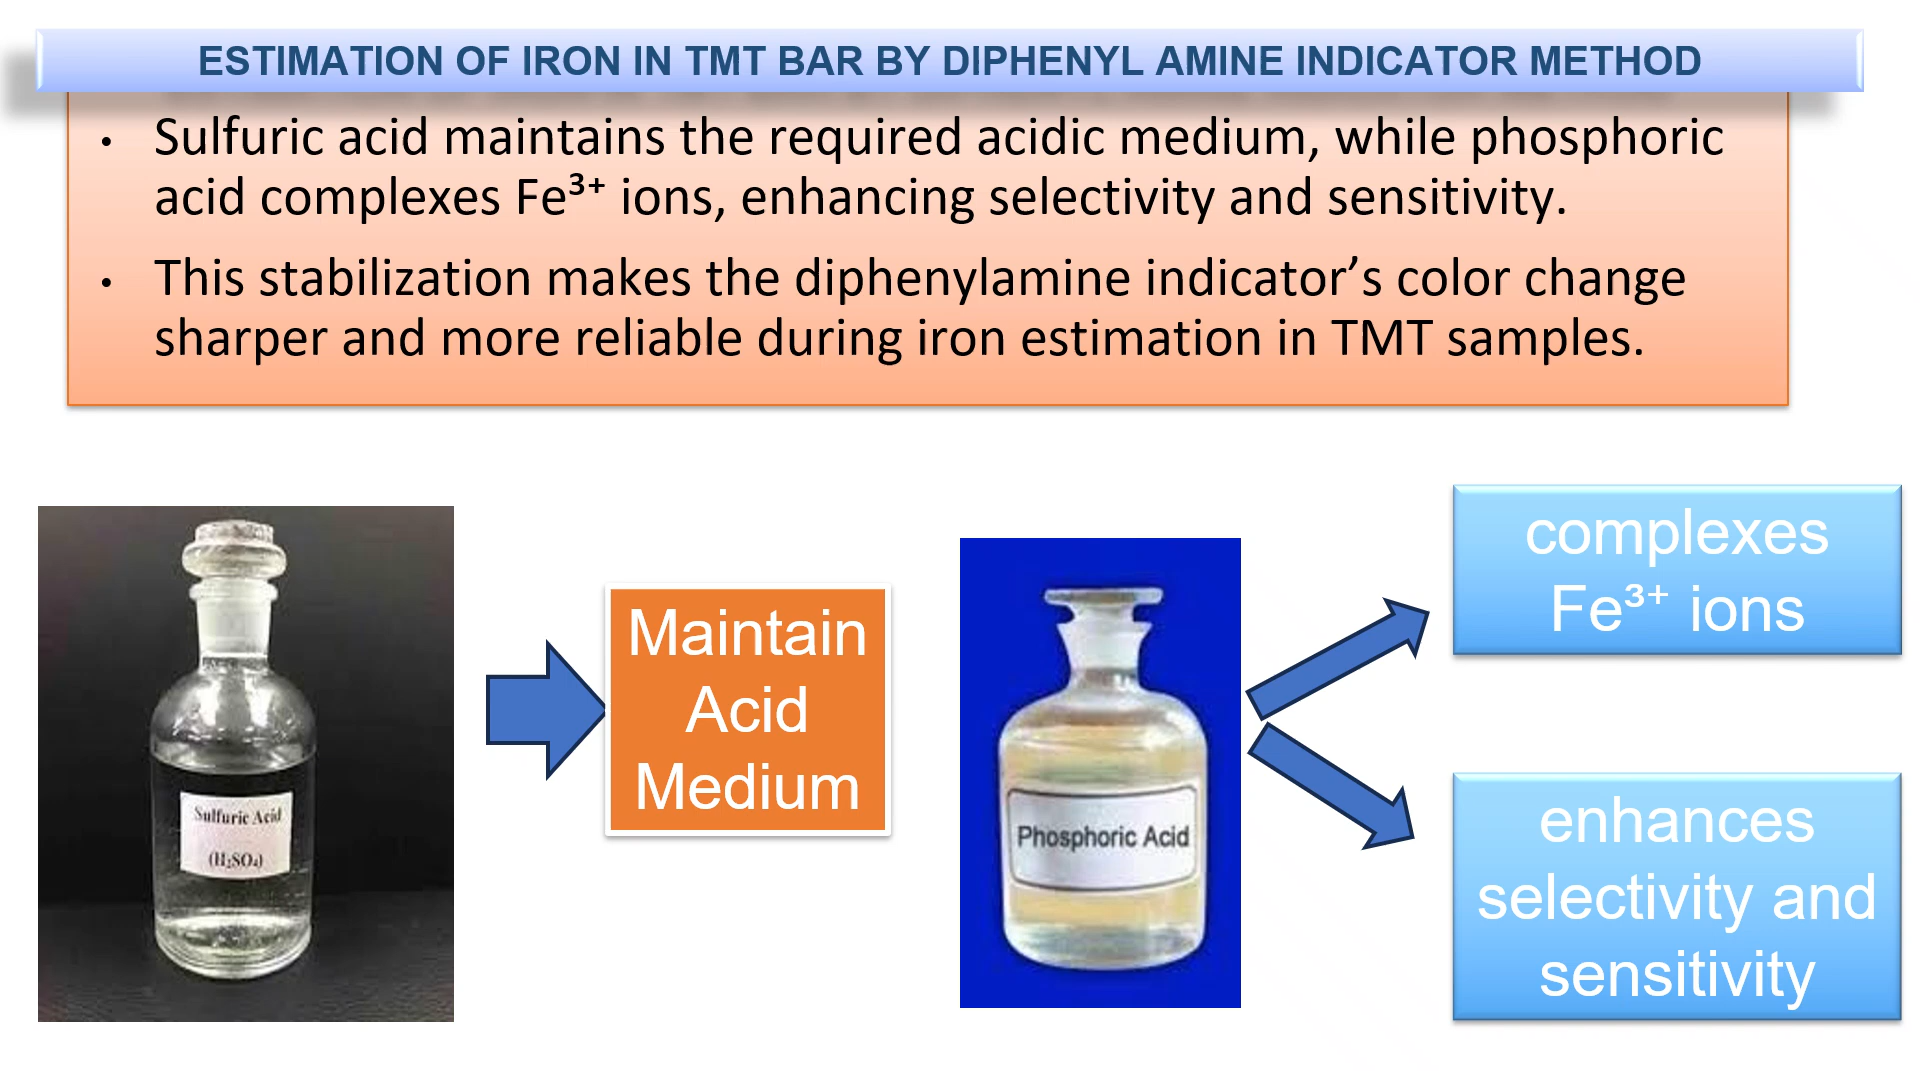 ESTIMATION OF IRON IN TMT BAR BY DIPHENYL AMINE INDICATOR METHOD
• Sulfuric acid maintains the required acidic medium, while phosphoric
acid complexes Fe³⁺ ions, enhancing selectivity and sensitivity.
• This stabilization makes the diphenylamine indicator’s color change
sharper and more reliable during iron estimation in TMT samples.
Sulfuric Acid
(H₂SO₄)
Maintain
Acid
Medium
Phosphoric Acid
complexes
Fe³⁺ ions
enhances
selectivity and
sensitivity